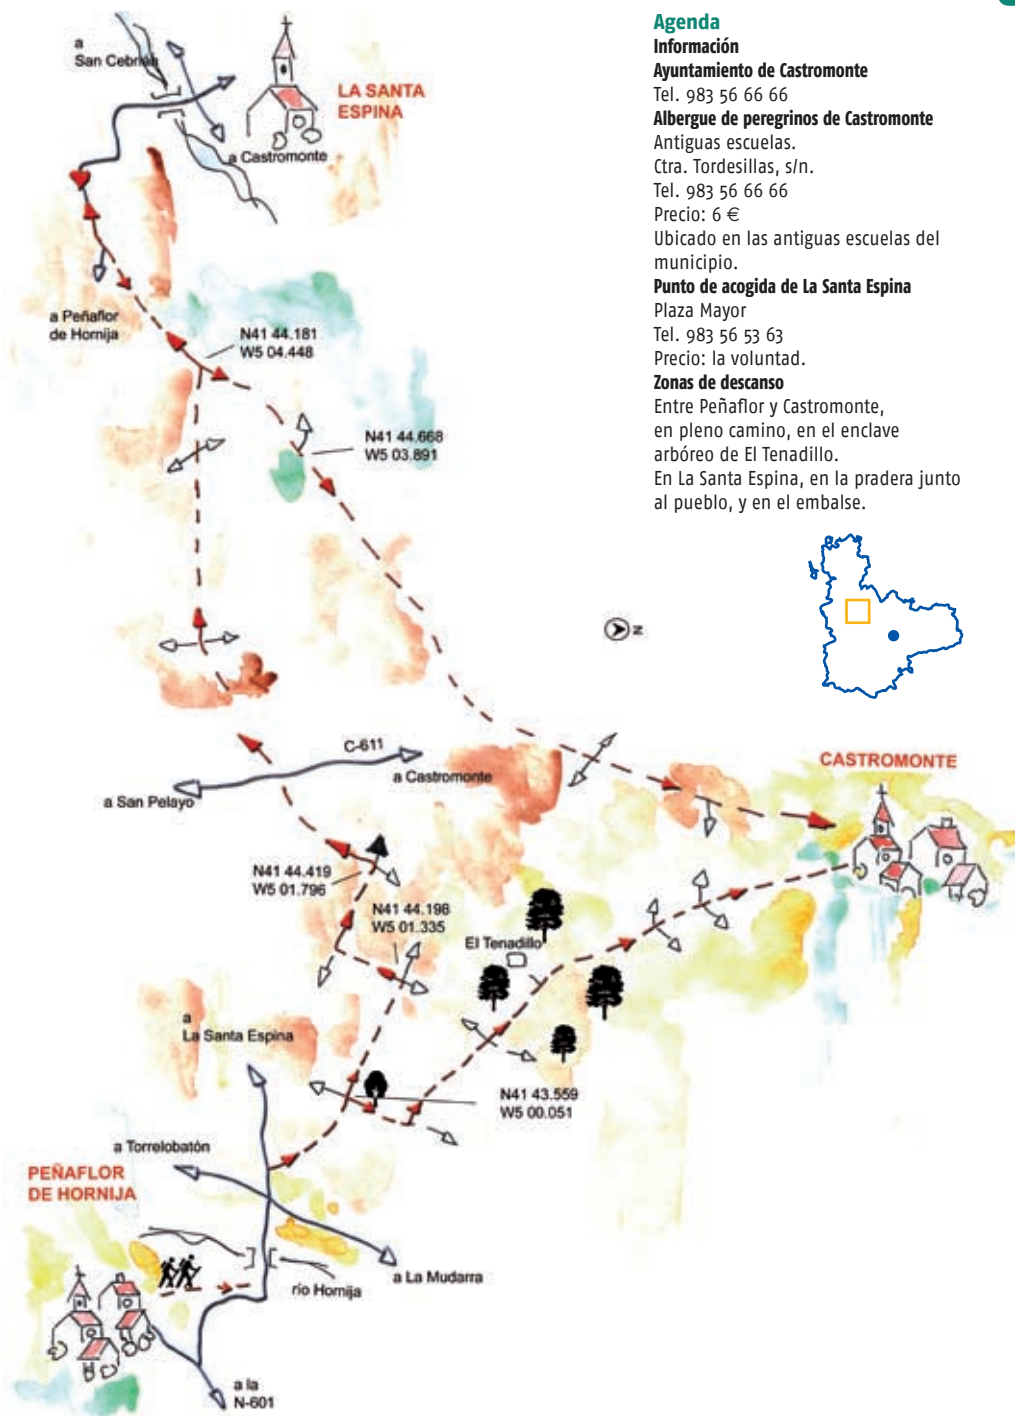 Agenda
Información
Ayuntamiento de Castromonte
Tel. 983 56 66 66
Albergue de peregrinos de Castromonte
Antiguas escuelas.
Ctra. Tordesillas, s/n.
Tel. 983 56 66 66
Precio: 6 €
Ubicado en las antiguas escuelas del
municipio.
Punto de acogida de La Santa Espina
Plaza Mayor
Tel. 983 56 53 63
Precio: la voluntad.
Zonas de descanso
Entre Peñaflor y Castromonte,
en pleno camino, en el enclave
arbóreo de El Tenadillo.
En La Santa Espina, en la pradera junto
al pueblo, y en el embalse.
a
San Cebrián
LA SANTA
ESPINA
a Castromonte
a Peñaflor
de Hornija
N41 44.181
W5 04.448
N41 44.668
W5 03.891
N
C-611
a Castromonte
a San Pelayo
CASTROMONTE
N41 44.419
W5 01.796
N41 44.198
W5 01.335
El Tenadillo
a
La Santa Espina
N41 43.559
W5 00.051
a Torrelobatón
PEÑAFLOR
DE HORNIJA
a La Mudarra
río Hornija
a la
N-601